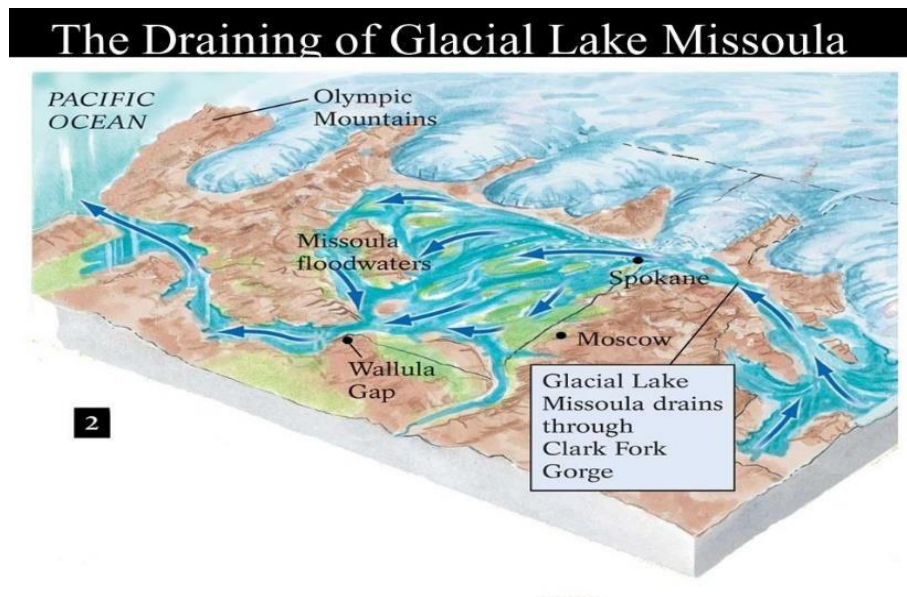 The Draining of Glacial Lake Missoula
PACIFIC
OCEAN
Olympic
Mountains
Missoula
floodwaters
Spokane
Moscow
Wallula
Gap
Glacial Lake
Missoula drains
through
Clark Fork
Gorge
2